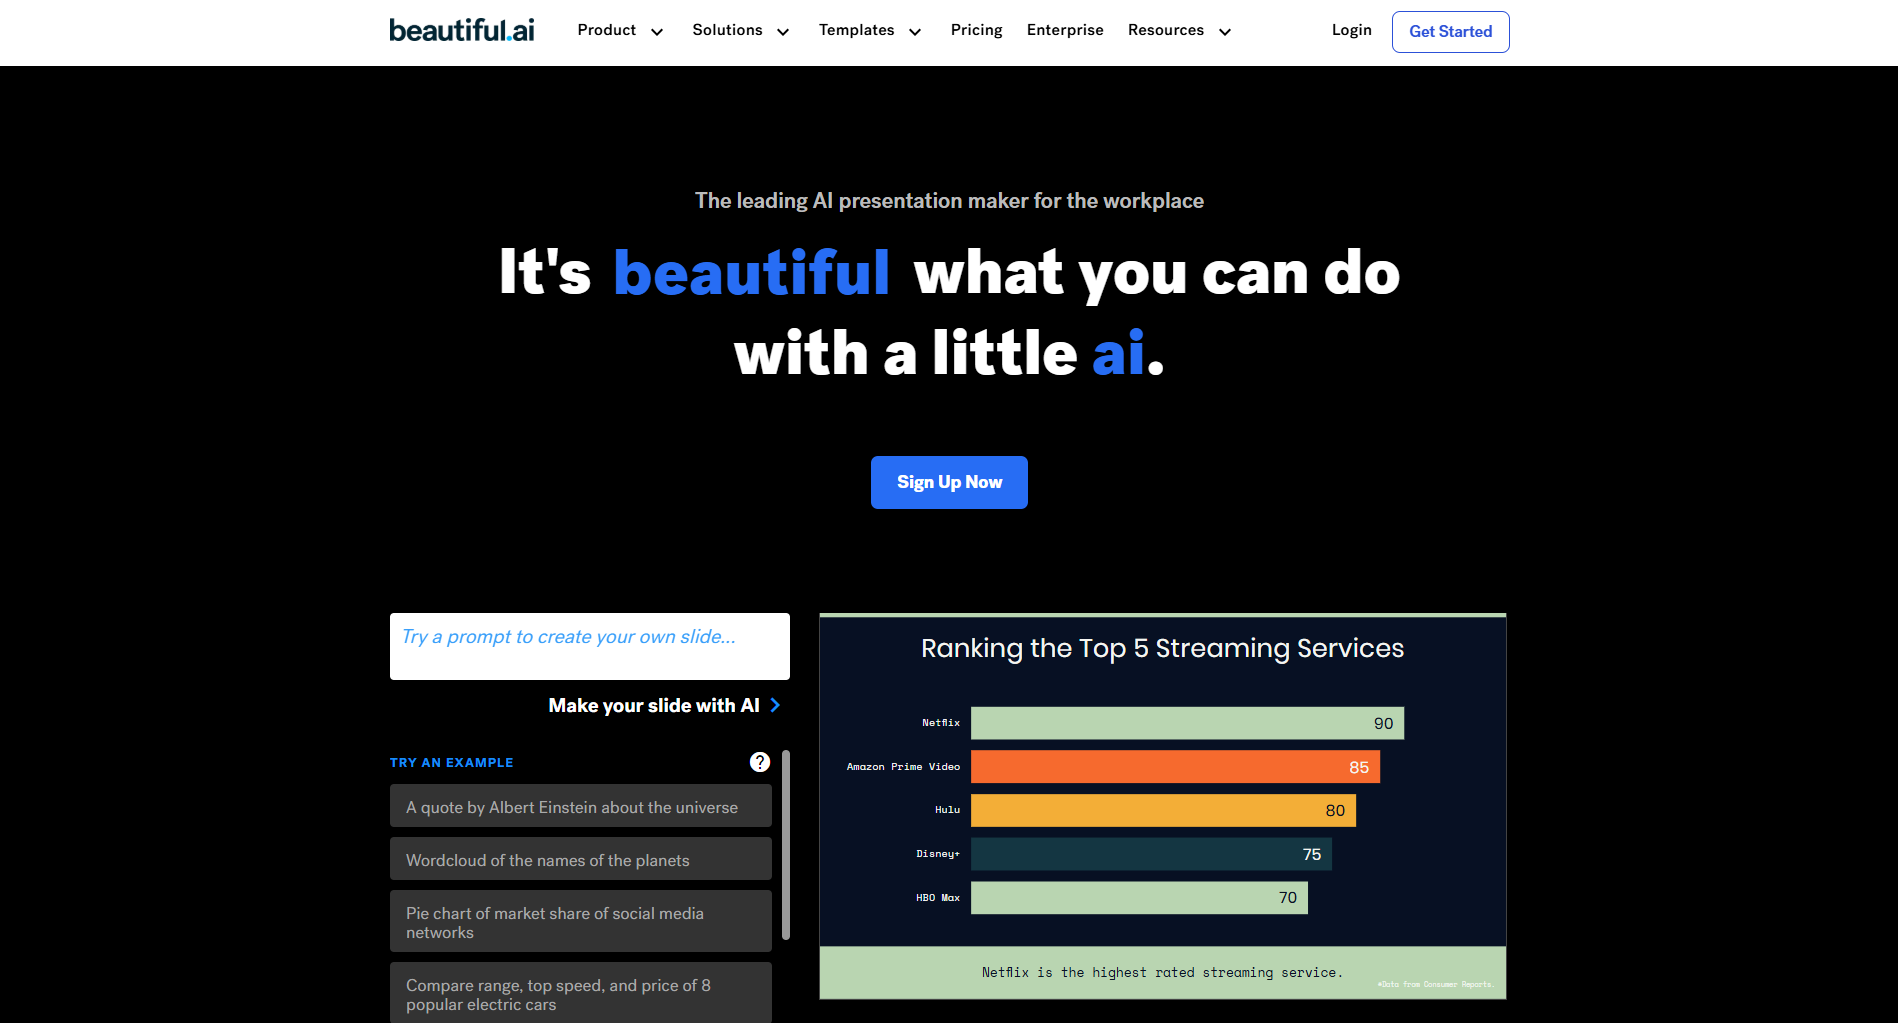 beautiful.ai
Product
Solutions
Templates
Pricing
Enterprise
Resources
Login
Get Started
The leading AI presentation maker for the workplace
It's beautiful what you can do
with a little ai.
Sign Up Now
Try a prompt to create your own slide...
Make your slide with AI
TRY AN EXAMPLE
?
A quote by Albert Einstein about the universe
Wordcloud of the names of the planets
Pie chart of market share of social media
networks
Compare range, top speed, and price of 8
popular electric cars
Ranking the Top 5 Streaming Services
Netflix 90
Amazon Prime Video 85
Hulu 80
Disney+ 75
HBO Max 70
Netflix is the highest rated streaming service.
*Data from Consumer Reports.